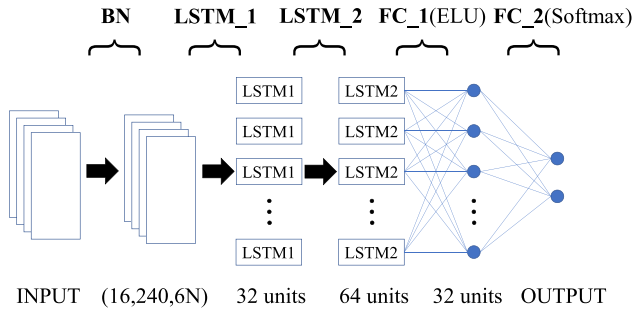 BN LSTM_1 LSTM_2 FC_1(ELU) FC_2(Softmax)
LSTM1 LSTM2
LSTM1 LSTM2
LSTM1 LSTM2
LSTM1 LSTM2
INPUT (16,240,6N) 32 units 64 units 32 units OUTPUT